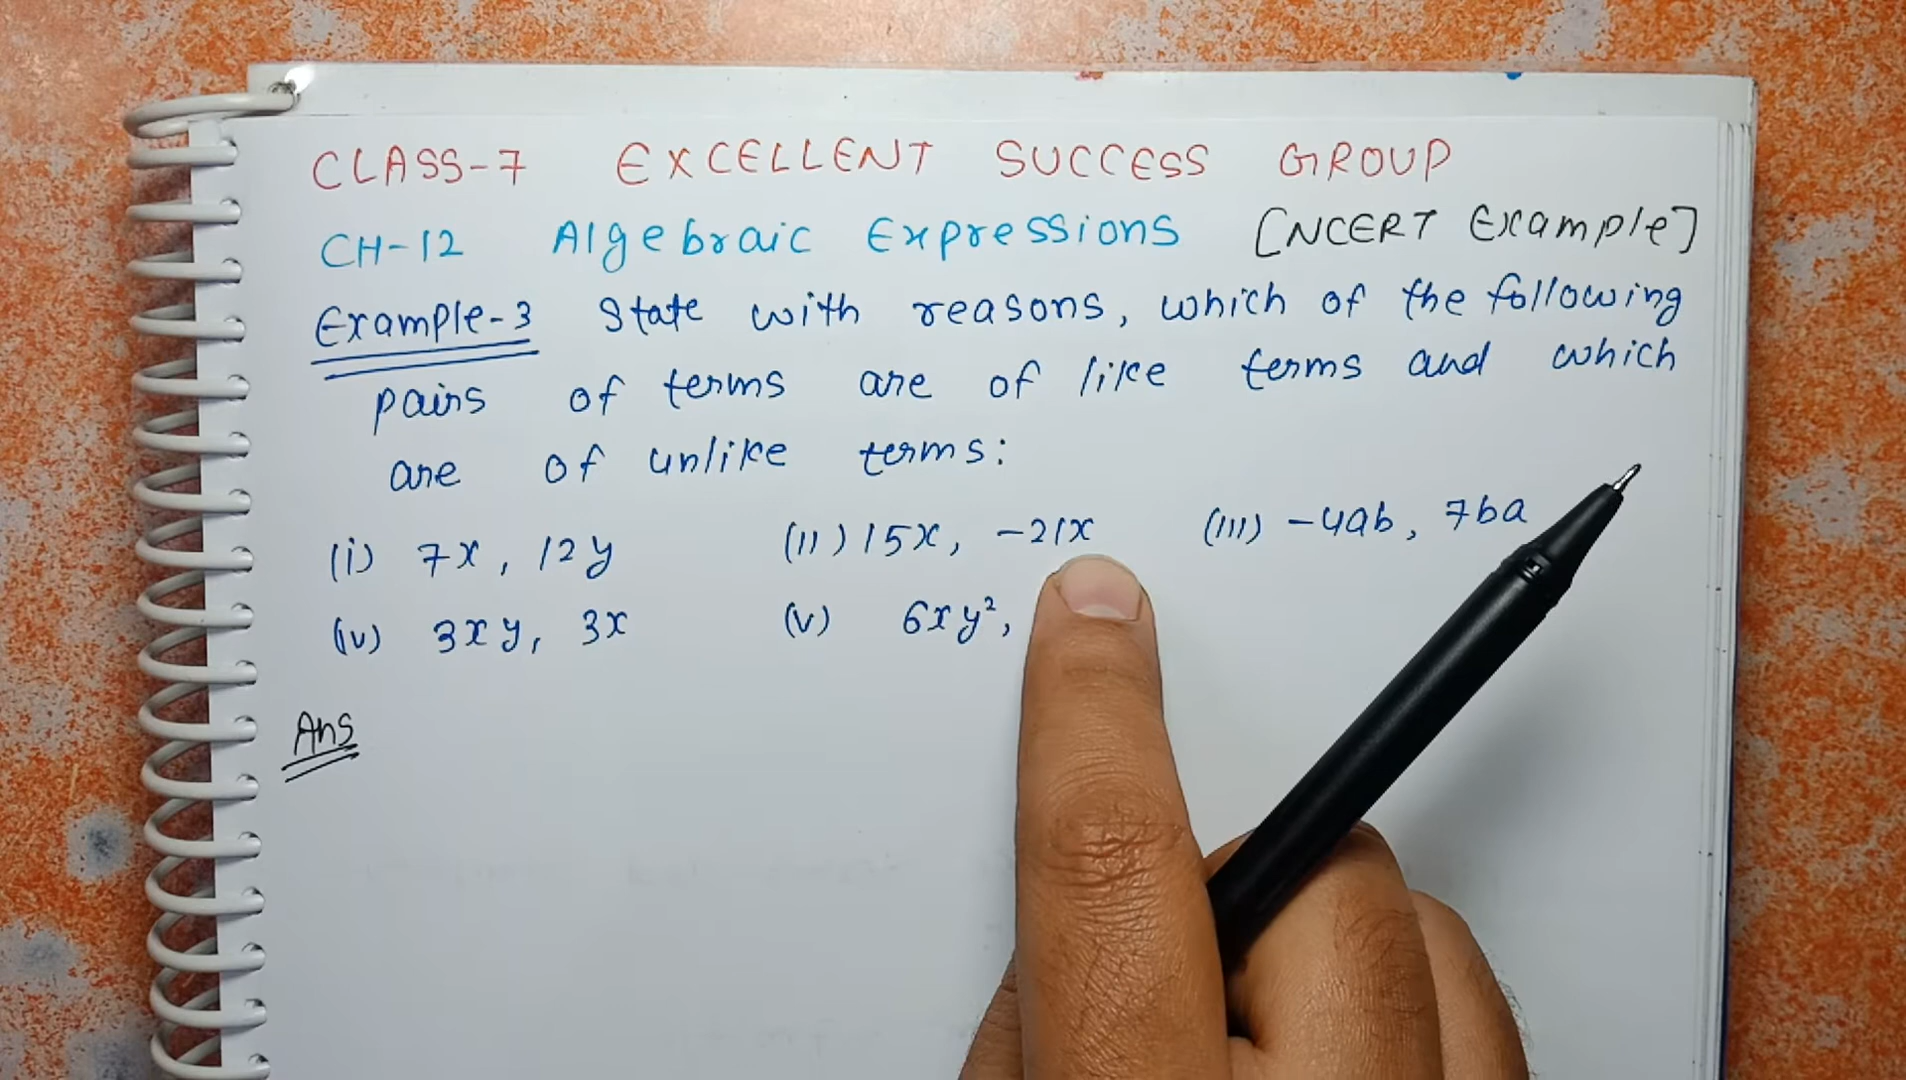 CLASS-7 EXCELLENT SUCCESS GROUP
CH-12 Algebraic Expressions [NCERT Example]
Example-3 State with reasons, which of the following
pairs of terms are of like terms and which
are of unlike terms:
(i) 7x, 12y (ii) 15x, -21x (iii) -4ab, 7ba
(iv) 3xy, 3x (v) 6xy²,
Ans